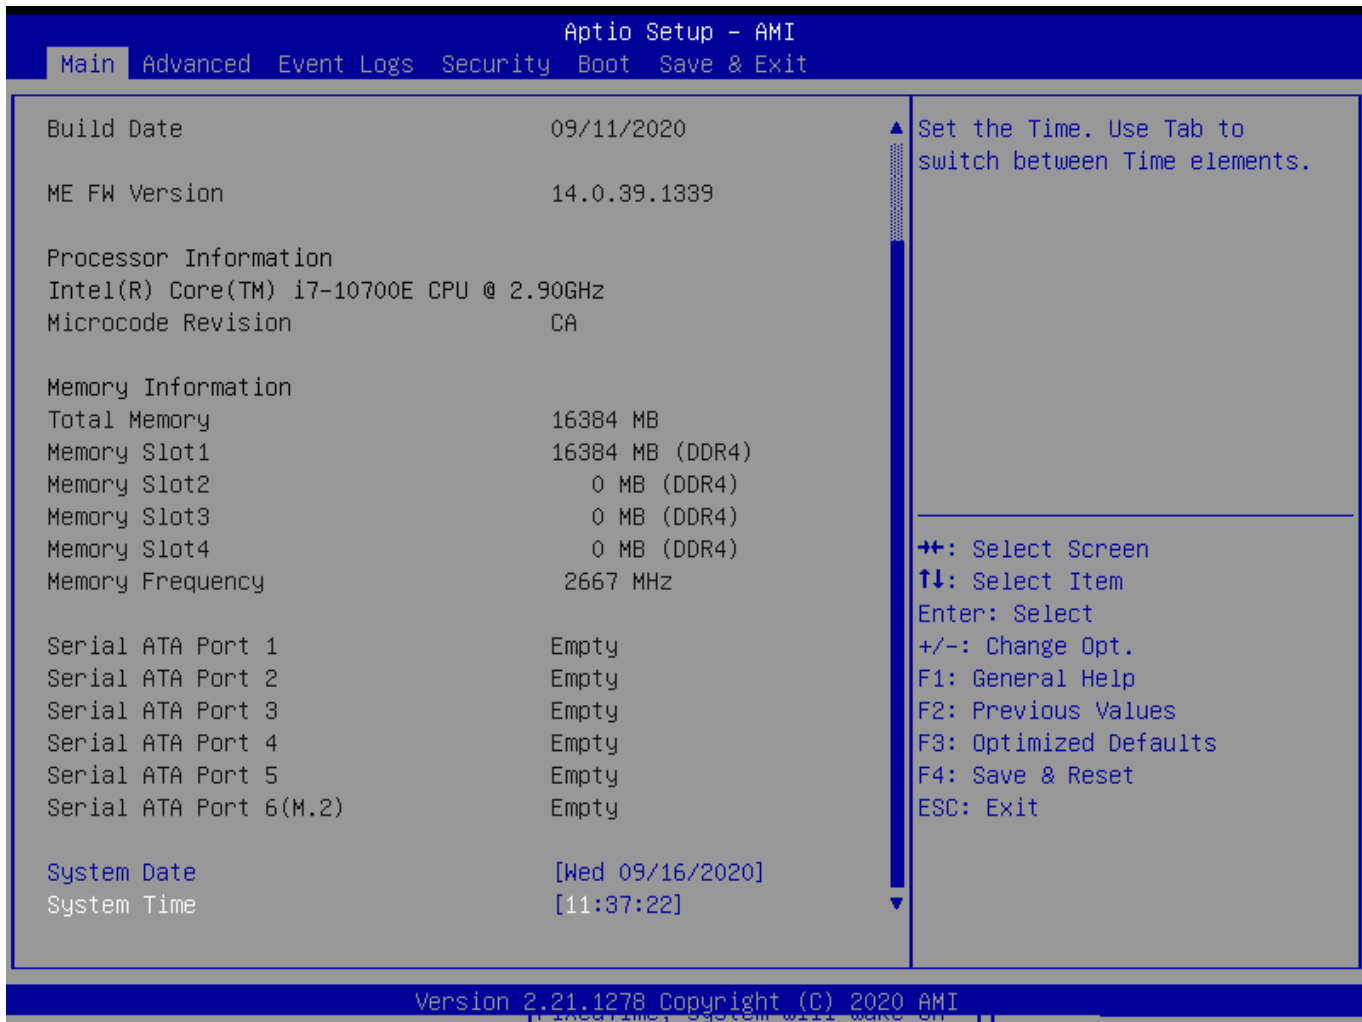 Aptio Setup – AMI
Main Advanced Event Logs Security Boot Save & Exit
Build Date 09/11/2020
ME FW Version 14.0.39.1339
Processor Information
Intel(R) Core(TM) i7-10700E CPU @ 2.90GHz
Microcode Revision CA
Memory Information
Total Memory 16384 MB
Memory Slot1 16384 MB (DDR4)
Memory Slot2 0 MB (DDR4)
Memory Slot3 0 MB (DDR4)
Memory Slot4 0 MB (DDR4)
Memory Frequency 2667 MHz
Serial ATA Port 1 Empty
Serial ATA Port 2 Empty
Serial ATA Port 3 Empty
Serial ATA Port 4 Empty
Serial ATA Port 5 Empty
Serial ATA Port 6(M.2) Empty
System Date [Wed 09/16/2020]
System Time [11:37:22]
Set the Time. Use Tab to
switch between Time elements.
→←: Select Screen
↑↓: Select Item
Enter: Select
+/-: Change Opt.
F1: General Help
F2: Previous Values
F3: Optimized Defaults
F4: Save & Reset
ESC: Exit
Version 2.21.1278 Copyright (C) 2020 AMI
FixedTime, System will wake on